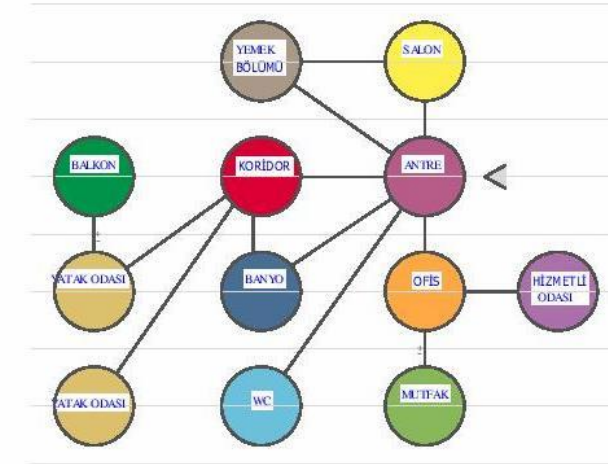 YEMEK
BÖLÜMÜ
SALON
BALKON
KORİDOR
ANTRE
YATAK ODASI
BANYO
OFİS
HİZMETLİ
ODASI
YATAK ODASI
WC
MUTFAK